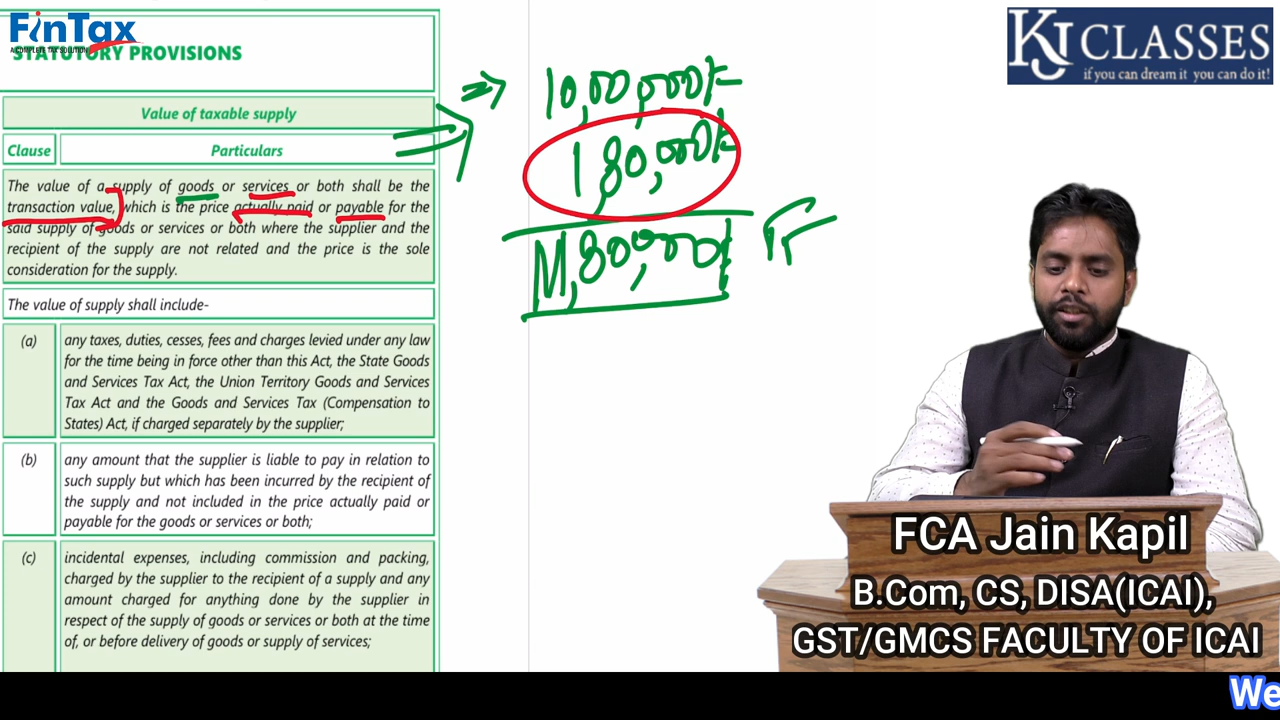 FinTax
A COMPLETE TAX SOLUTION
STATUTORY PROVISIONS
Value of taxable supply
Clause Particulars
The value of a supply of goods or services or both shall be the
transaction value, which is the price actually paid or payable for the
said supply of goods or services or both where the supplier and the
recipient of the supply are not related and the price is the sole
consideration for the supply.
The value of supply shall include-
(a) any taxes, duties, cesses, fees and charges levied under any law
for the time being in force other than this Act, the State Goods
and Services Tax Act, the Union Territory Goods and Services
Tax Act and the Goods and Services Tax (Compensation to
States) Act, if charged separately by the supplier;
(b) any amount that the supplier is liable to pay in relation to
such supply but which has been incurred by the recipient of
the supply and not included in the price actually paid or
payable for the goods or services or both;
(c) incidental expenses, including commission and packing,
charged by the supplier to the recipient of a supply and any
amount charged for anything done by the supplier in
respect of the supply of goods or services or both at the time
of, or before delivery of goods or supply of services;
10,00,000/-
1,80,000/-
11,80,000/-
KJ CLASSES
if you can dream it you can do it!
FCA Jain Kapil
B.Com, CS, DISA(ICAI),
GST/GMCS FACULTY OF ICAI
We